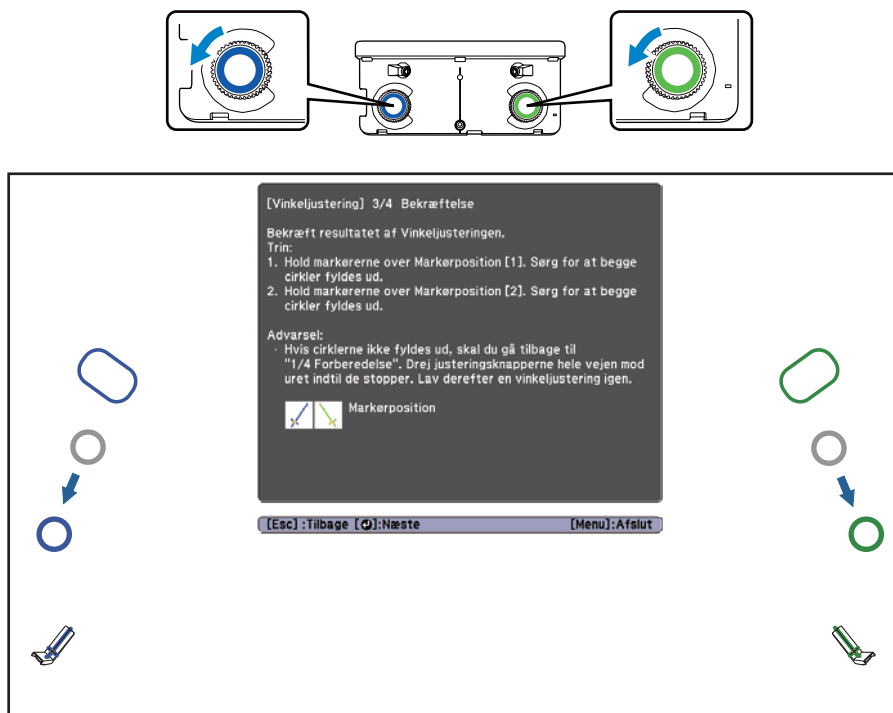 [Vinkeljustering] 3/4 Bekræftelse
Bekræft resultatet af Vinkeljusteringen.
Trin:
1. Hold markørerne over Markørposition [1]. Sørg for at begge
cirkler fyldes ud.
2. Hold markørerne over Markørposition [2]. Sørg for at begge
cirkler fyldes ud.
Advarsel:
· Hvis cirklerne ikke fyldes ud, skal du gå tilbage til
"1/4 Forberedelse". Drej justeringsknapperne hele vejen mod
uret indtil de stopper. Lav derefter en vinkeljustering igen.
Markørposition
[Esc] :Tilbage [⏎]:Næste [Menu]:Afslut